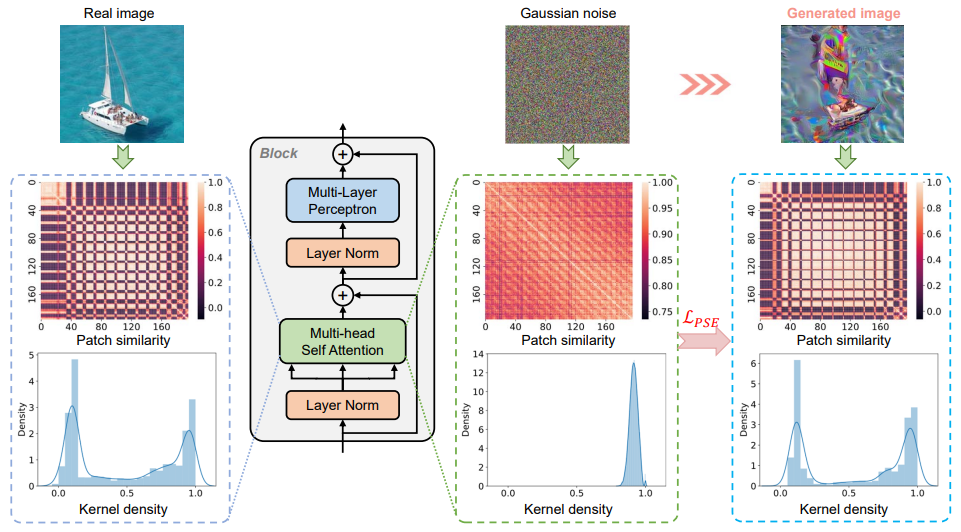 Real image
Gaussian noise
Generated image
Block
Multi-Layer
Perceptron
Layer Norm
Multi-head
Self Attention
Layer Norm
0
40
80
120
160
0 40 80 120 160
1.0
0.8
0.6
0.4
0.2
0.0
Patch similarity
Density
5
4
3
2
1
0
0.0 0.5 1.0
Kernel density
0
40
80
120
160
0 40 80 120 160
1.00
0.95
0.90
0.85
0.80
0.75
Patch similarity
Density
14
12
10
8
6
4
2
0
0.0 0.5 1.0
Kernel density
ℒPSE
0
40
80
120
160
0 40 80 120 160
1.0
0.8
0.6
0.4
0.2
0.0
Patch similarity
Density
6
5
4
3
2
1
0
0.0 0.5 1.0
Kernel density